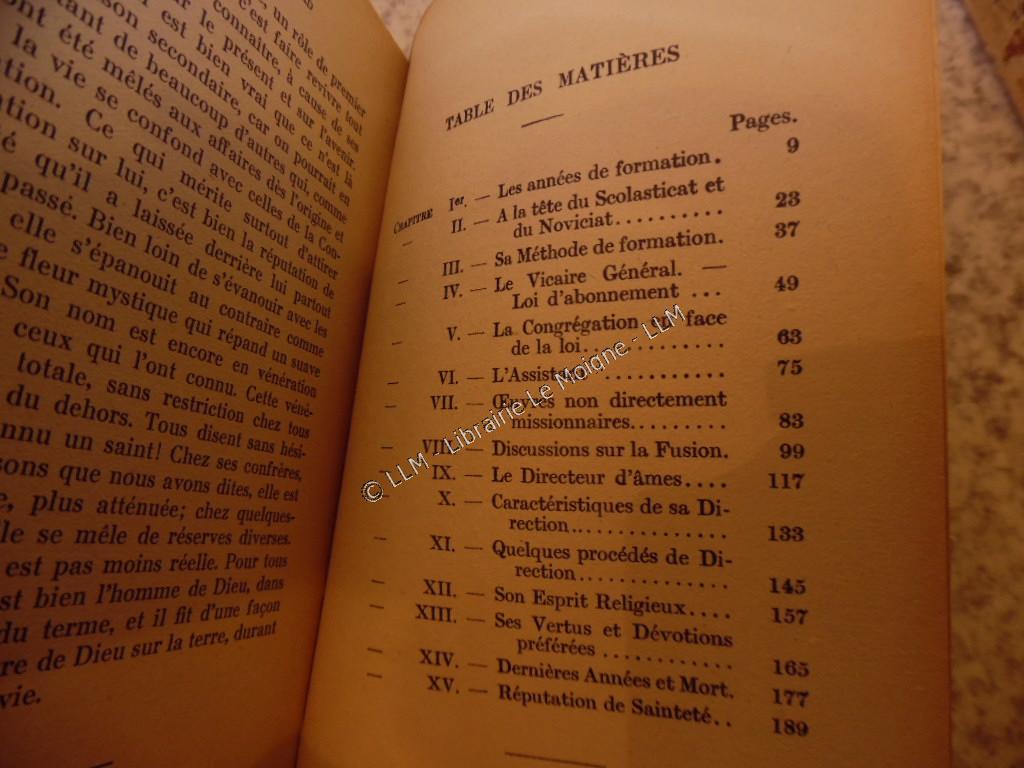 — un rôle de premier
c'est faire revivre tout
connaître, à cause de ses
r le présent et sur l'avenir.
son secondaire, car on pourrait en
est bien vrai que ce n'est là
tant de beaucoup d'autres qui, comme
ont été mêlés aux affaires dès l'origine et
la vie se confond avec celles de la Con-
ation. Ce qui mérite surtout d'attirer
ention sur lui, c'est bien la réputation de
é qu'il a laissée derrière lui partout
passé. Bien loin de s'évanouir avec les
elle s'épanouit au contraire comme
e fleur mystique qui répand un suave
Son nom est encore en vénération
ceux qui l'ont connu. Cette véné-
totale, sans restriction chez tous
du dehors. Tous disent sans hési-
onnu un saint! Chez ses confrères,
sons que nous avons dites, elle est
e, plus atténuée; chez quelques-
lle se mêle de réserves diverses.
est pas moins réelle. Pour tous
st bien l'homme de Dieu, dans
du terme, et il fit d'une façon
re de Dieu sur la terre, durant
vie.
TABLE DES MATIÈRES
Pages.
CHAPITRE Ier. — Les années de formation. 9
— II. — A la tête du Scolasticat et
du Noviciat.......... 23
— III. — Sa Méthode de formation. 37
— IV. — Le Vicaire Général. —
Loi d'abonnement ... 49
— V. — La Congrégation en face
de la loi............. 63
— VI. — L'Assistant ........... 75
— VII. — Œuvres non directement
missionnaires......... 83
— VIII. — Discussions sur la Fusion. 99
— IX. — Le Directeur d'âmes.... 117
— X. — Caractéristiques de sa Di-
rection.............. 133
— XI. — Quelques procédés de Di-
rection............. 145
— XII. — Son Esprit Religieux.... 157
— XIII. — Ses Vertus et Dévotions
préférées ........... 165
— XIV. — Dernières Années et Mort. 177
— XV. — Réputation de Sainteté.. 189
© LLM - Librairie Le Moigne - LLM